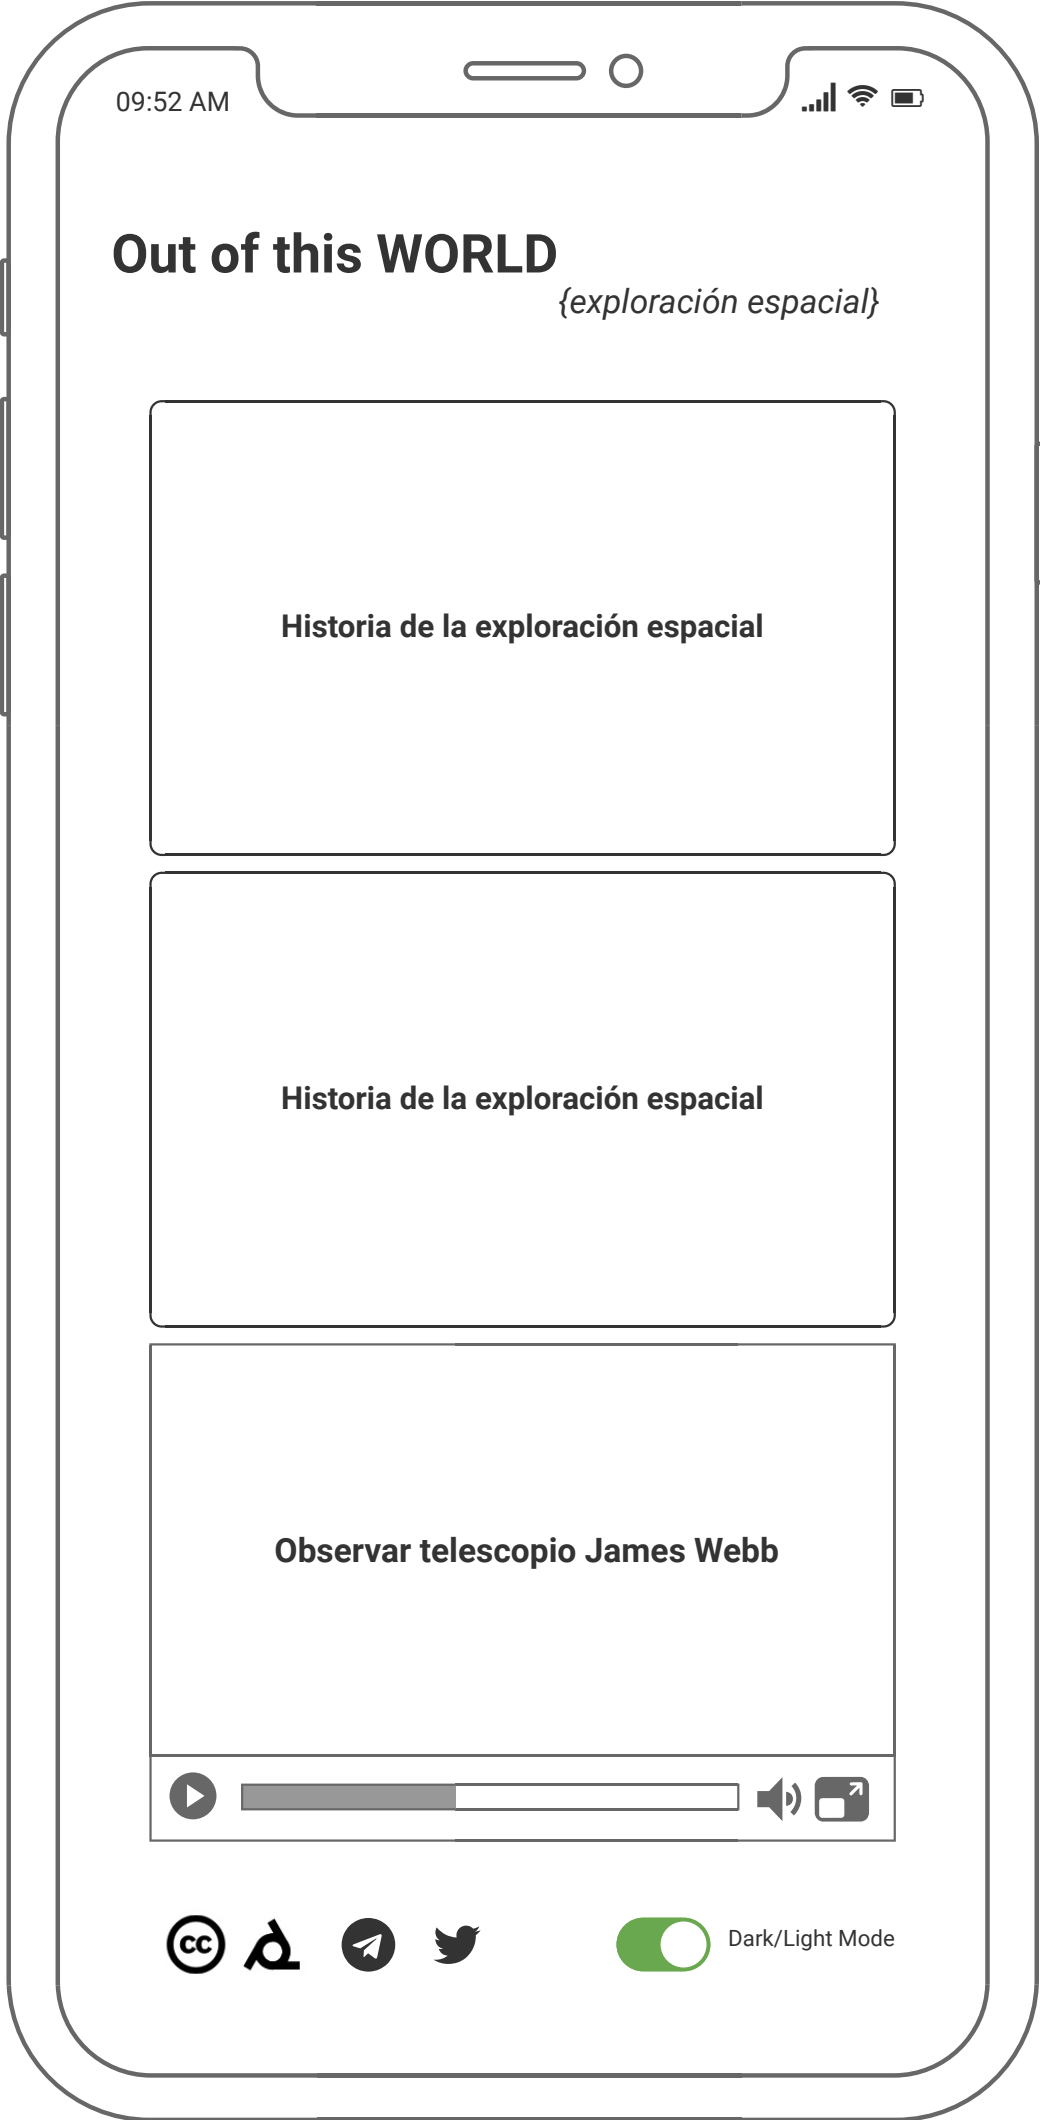 09:52 AM
Out of this WORLD
{exploración espacial}
Historia de la exploración espacial
Historia de la exploración espacial
Observar telescopio James Webb
cc
Dark/Light Mode